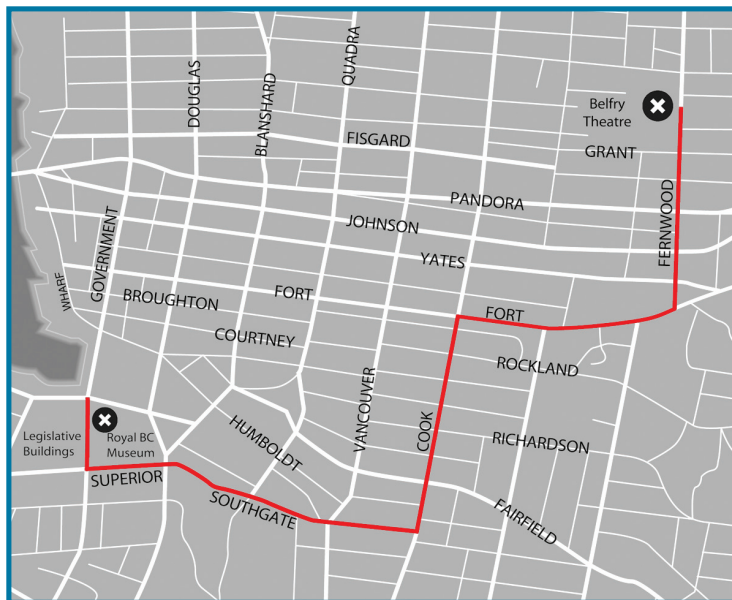 DOUGLAS
BLANSHARD
QUADRA
Belfry
Theatre
FISGARD
GRANT
PANDORA
JOHNSON
YATES
FERNWOOD
GOVERNMENT
WHARF
BROUGHTON
FORT
FORT
COURTNEY
ROCKLAND
VANCOUVER
COOK
Legislative
Buildings
Royal BC
Museum
HUMBOLDT
RICHARDSON
SUPERIOR
SOUTHGATE
FAIRFIELD